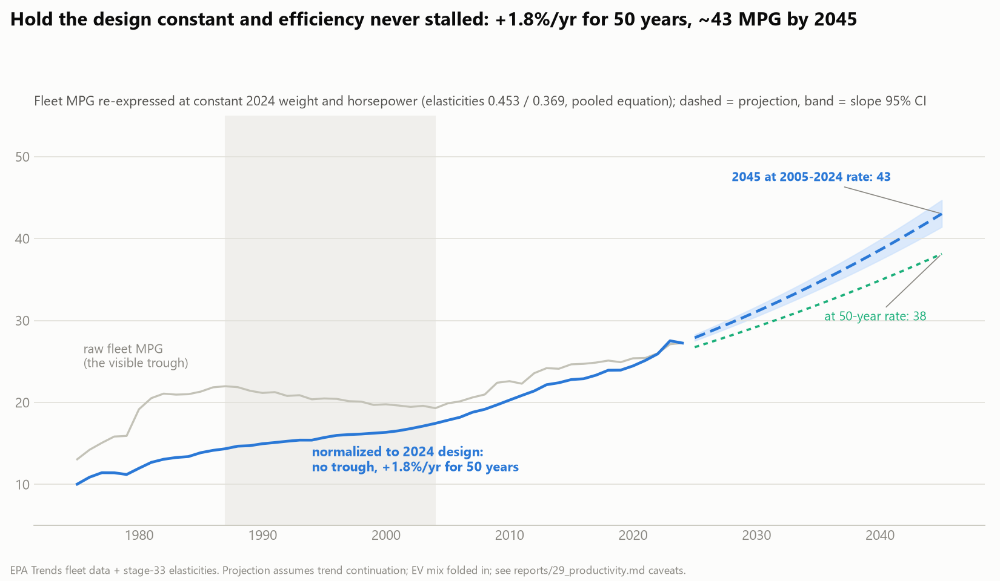 Hold the design constant and efficiency never stalled: +1.8%/yr for 50 years, ~43 MPG by 2045
Fleet MPG re-expressed at constant 2024 weight and horsepower (elasticities 0.453 / 0.369, pooled equation); dashed = projection, band = slope 95% CI
50
2045 at 2005-2024 rate: 43
40
30
at 50-year rate: 38
raw fleet MPG
(the visible trough)
20
normalized to 2024 design:
no trough, +1.8%/yr for 50 years
10
1980
1990
2000
2010
2020
2030
2040
EPA Trends fleet data + stage-33 elasticities. Projection assumes trend continuation; EV mix folded in; see reports/29_productivity.md caveats.